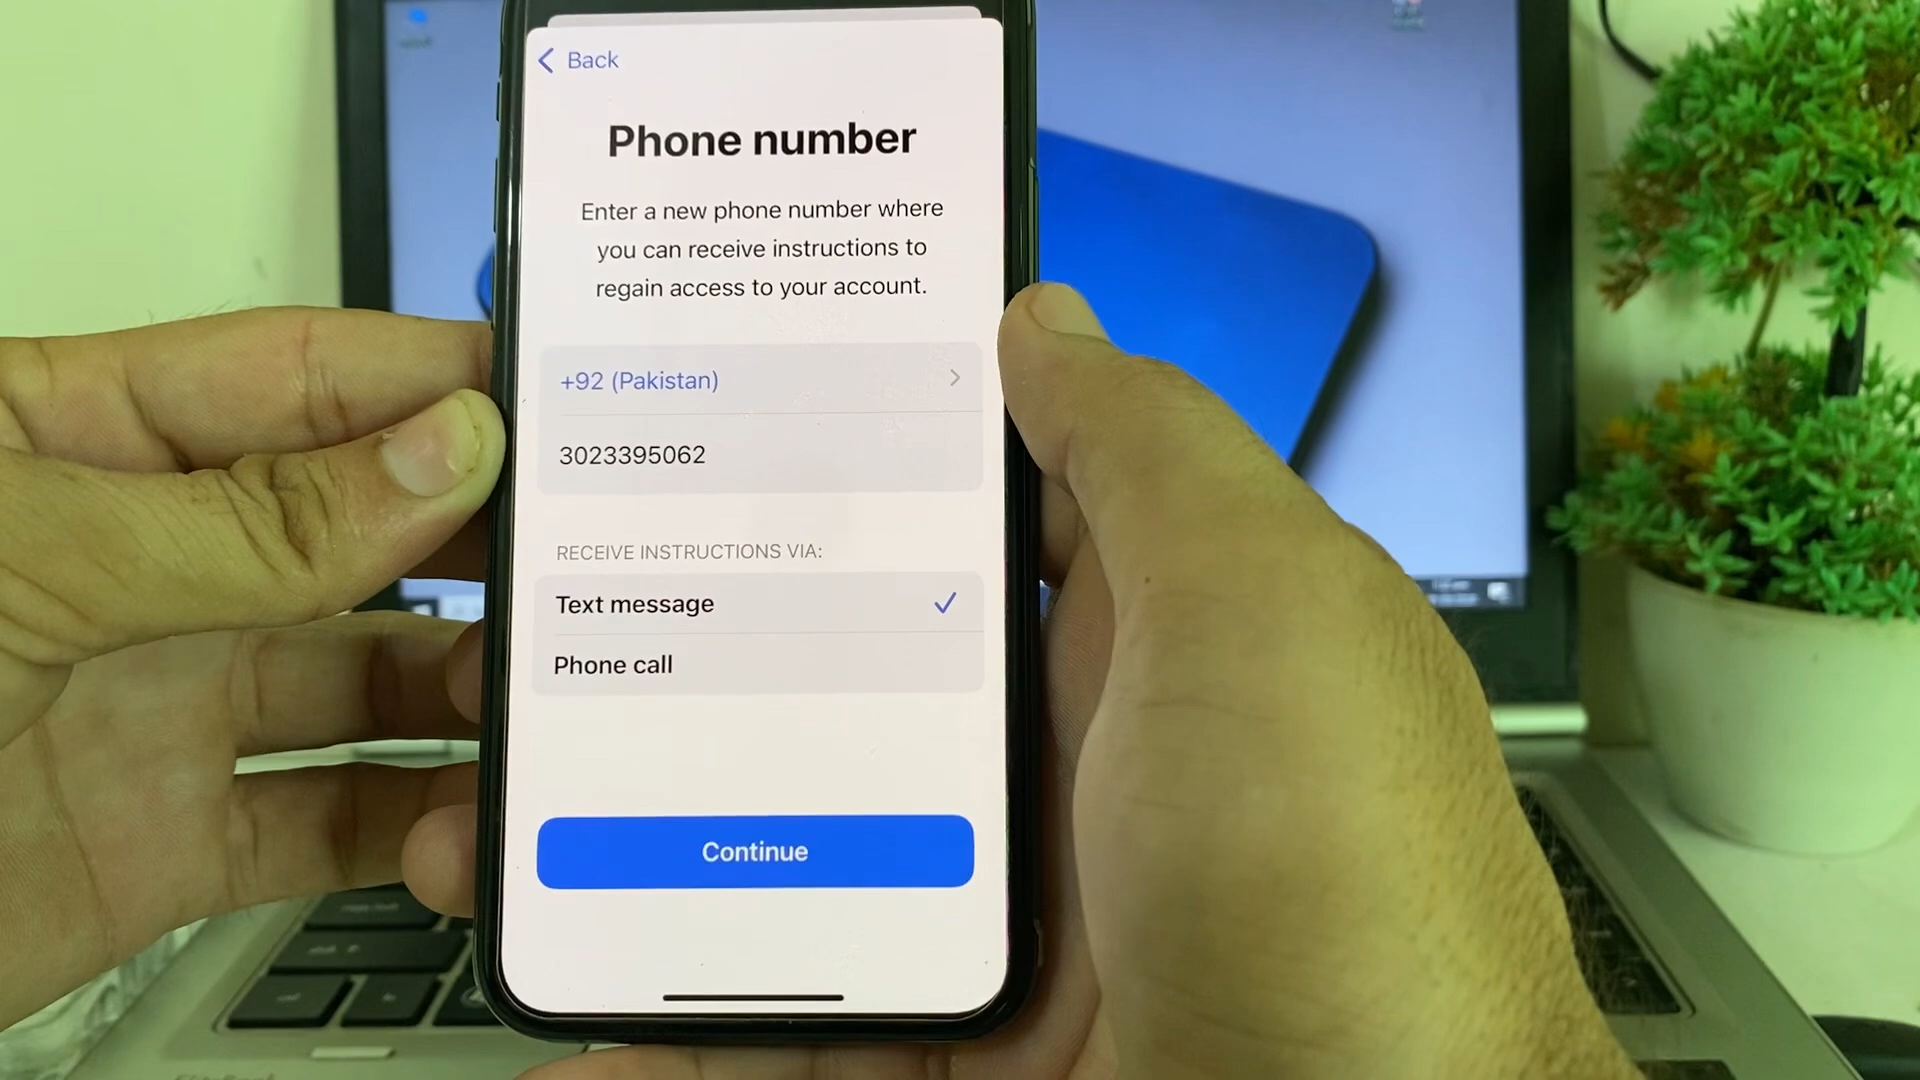 Back
Phone number
Enter a new phone number where
you can receive instructions to
regain access to your account.
+92 (Pakistan)
3023395062
RECEIVE INSTRUCTIONS VIA:
Text message
Phone call
Continue